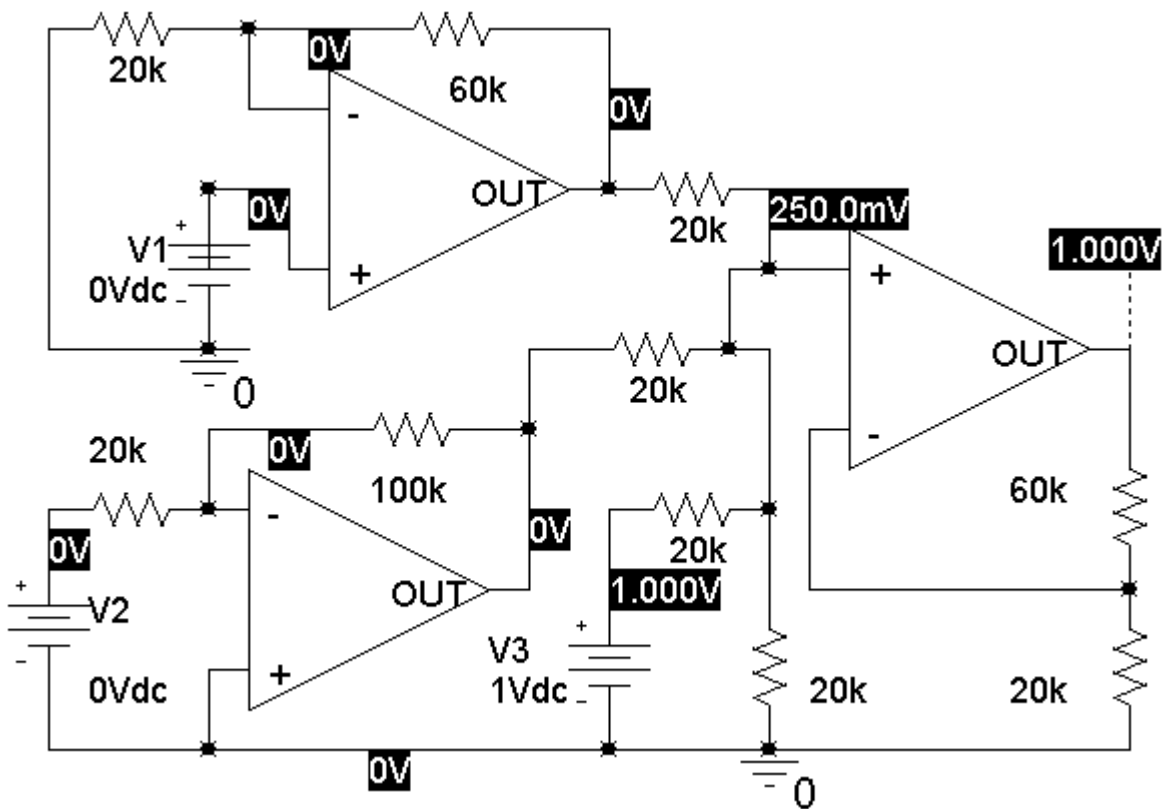 20k
0V
60k
0V
OUT
-
+
0V
+
V1
0Vdc
-
0
20k
250.0mV
1.000V
+
OUT
-
20k
20k
0V
100k
-
0V
0V
OUT
+
+
V2
-
0Vdc
0V
20k
1.000V
+
V3
1Vdc
-
20k
60k
20k
0